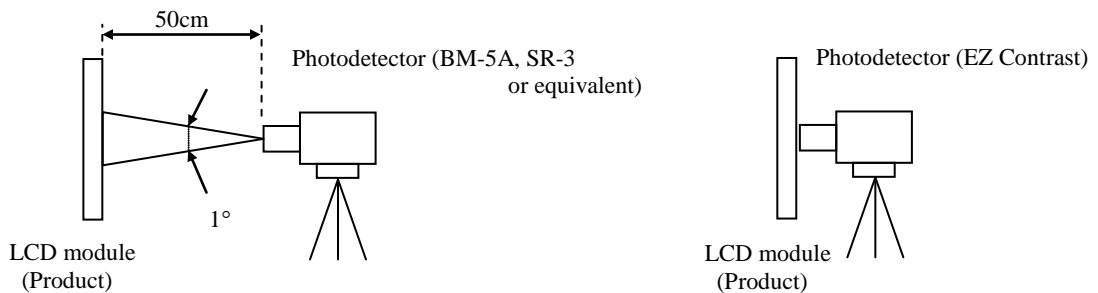 50cm
Photodetector (BM-5A, SR-3
or equivalent)
1°
LCD module
(Product)
Photodetector (EZ Contrast)
LCD module
(Product)